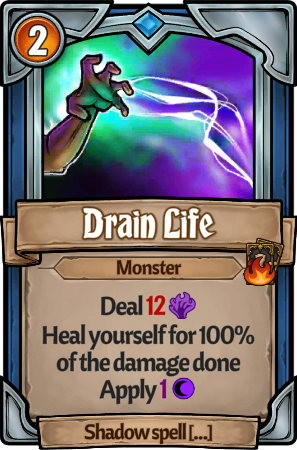 2
Drain Life
Monster
Deal 12
Heal yourself for 100%
of the damage done
Apply 1
Shadow spell [...]